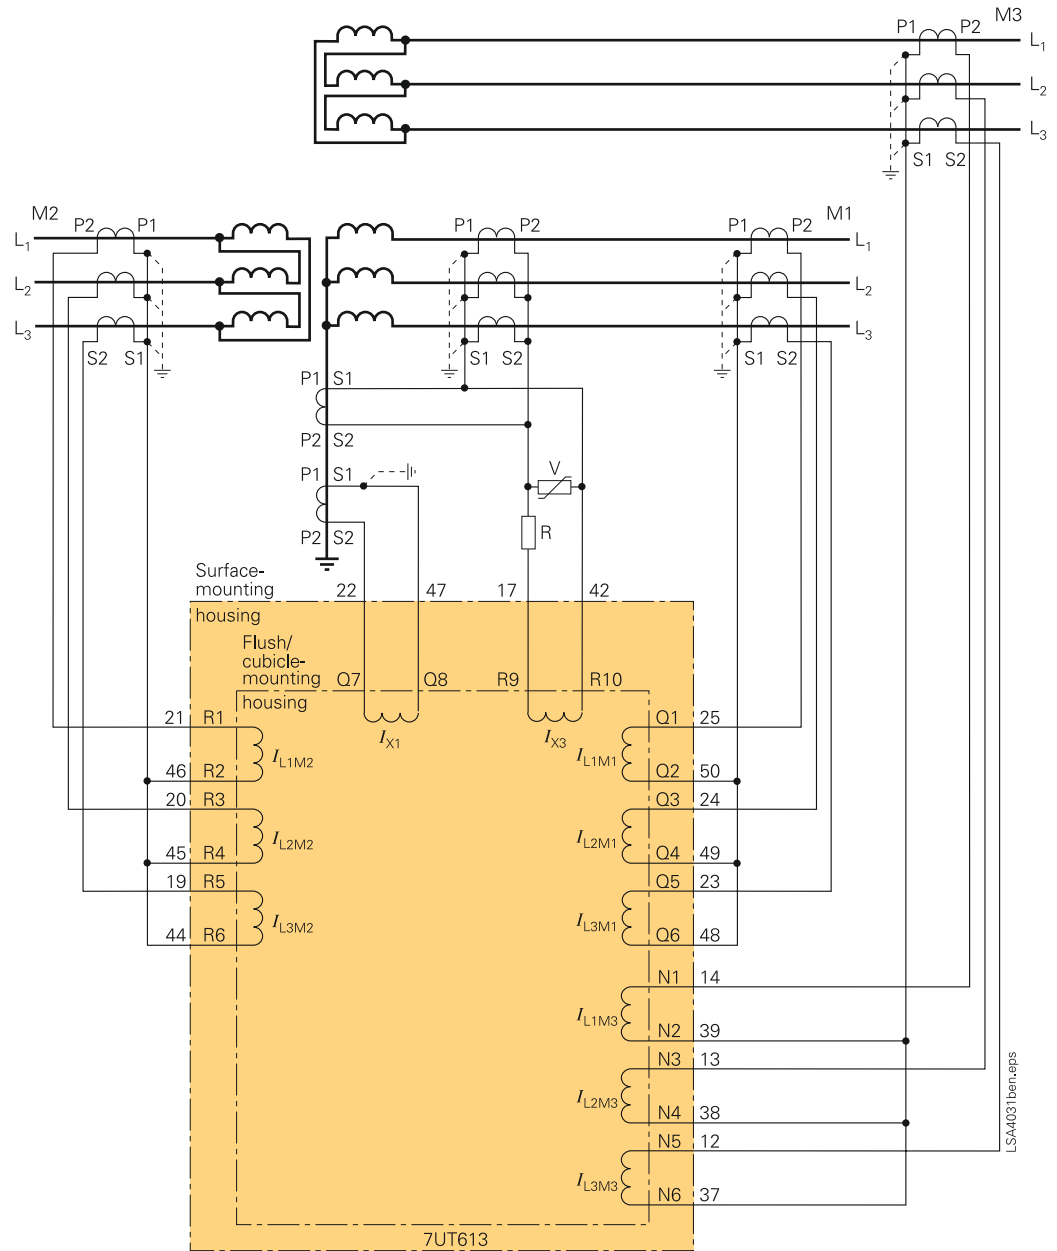 M3
P1 P2
L1
L2
L3
S1 S2
M2
P2 P1
L1
L2
L3
S2 S1
P1 P2
S1 S2
M1
P1 P2
L1
L2
L3
S1 S2
P1 S1
P2 S2
P1 S1
P2 S2
V
R
Surface-
mounting
housing
22 47 17 42
Flush/
cubicle-
mounting
housing
Q7 Q8 R9 R10
IX1
IX3
21 R1
IL1M2
46 R2
20 R3
IL2M2
45 R4
19 R5
IL3M2
44 R6
Q1 25
IL1M1
Q2 50
Q3 24
IL2M1
Q4 49
Q5 23
IL3M1
Q6 48
N1 14
IL1M3
N2 39
N3 13
IL2M3
N4 38
N5 12
IL3M3
N6 37
7UT613
LSA4031ben.eps